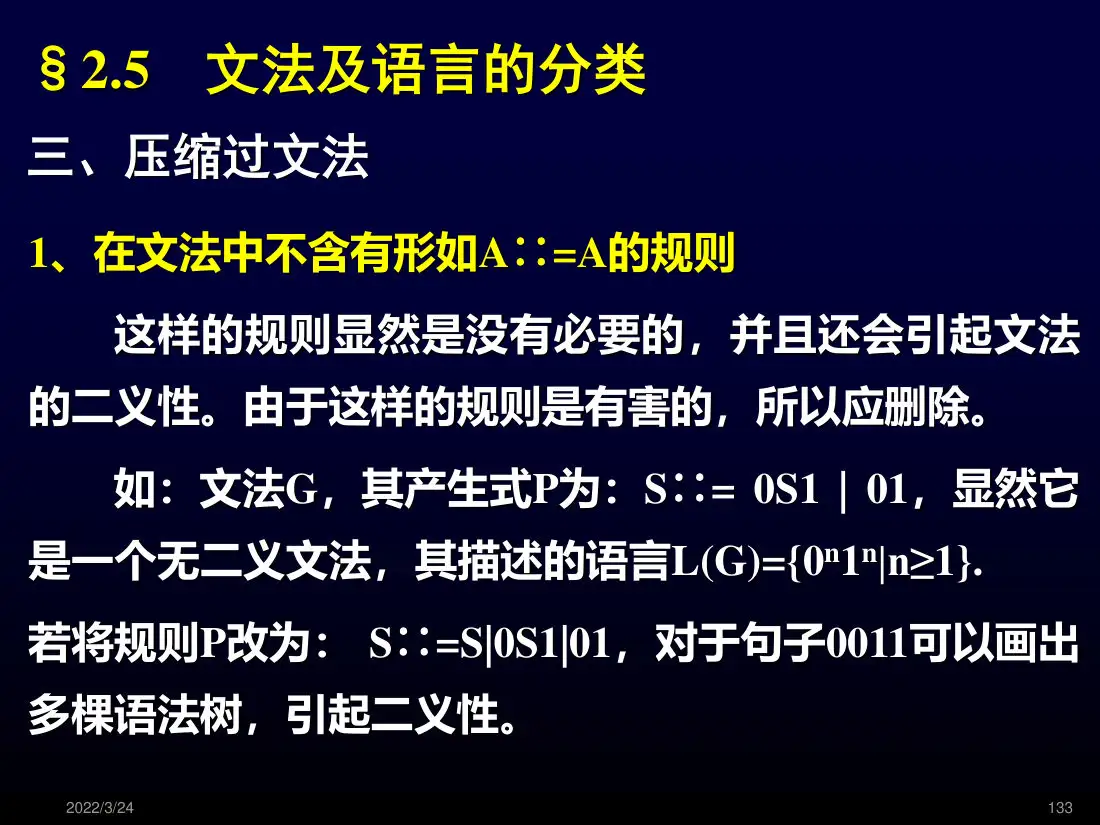 §2.5 文法及语言的分类
三、压缩过文法
1、在文法中不含有形如A∷=A的规则
这样的规则显然是没有必要的，并且还会引起文法
的二义性。由于这样的规则是有害的，所以应删除。
如：文法G，其产生式P为：S∷= 0S1 | 01，显然它
是一个无二义文法，其描述的语言L(G)={0ⁿ1ⁿ|n≥1}.
若将规则P改为： S∷=S|0S1|01，对于句子0011可以画出
多棵语法树，引起二义性。
2022/3/24
133